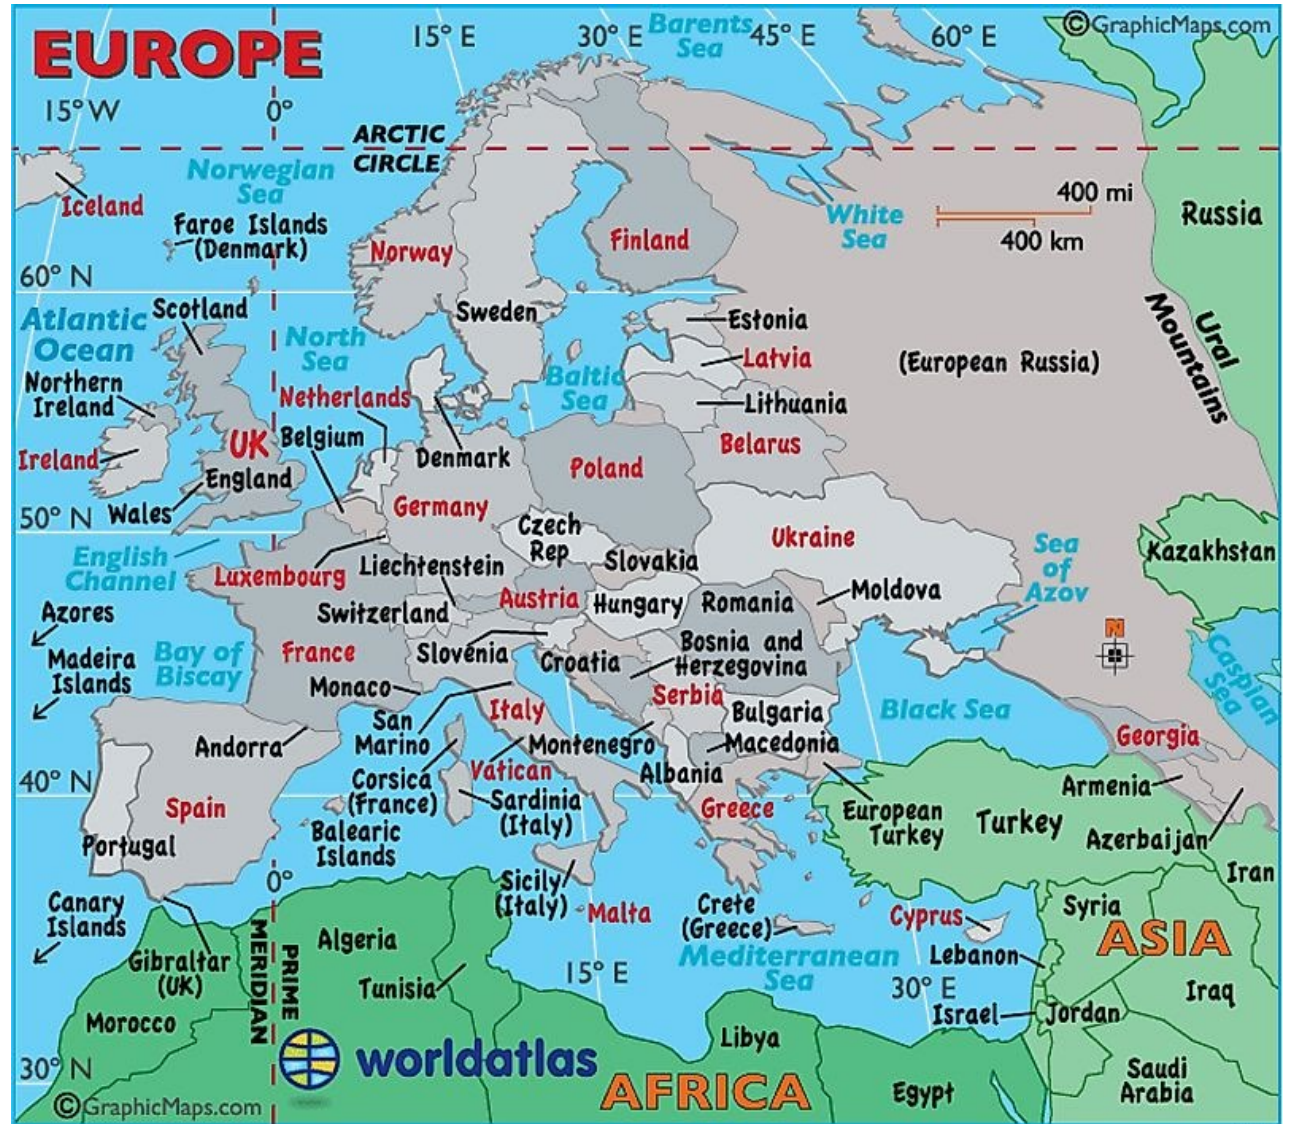 EUROPE
15° E
30° E
Barents
Sea
45° E
60° E
©GraphicMaps.com
15° W
0°
ARCTIC
CIRCLE
Norwegian
Sea
Iceland
Faroe Islands
(Denmark)
Norway
Finland
White
Sea
400 mi
400 km
Russia
60° N
Scotland
Sweden
Atlantic
Ocean
North
Sea
Estonia
Latvia
(European Russia)
Ural
Mountains
Northern
Ireland
Netherlands
Baltic
Sea
Lithuania
Ireland
UK
Belgium
Denmark
Poland
Belarus
England
Wales
Germany
50° N
Czech
Rep
Ukraine
Sea
of
Azov
Kazakhstan
English
Channel
Luxembourg
Liechtenstein
Slovakia
Azores
Switzerland
Austria
Hungary
Romania
Moldova
N
Madeira
Islands
Bay of
Biscay
France
Slovenia
Croatia
Bosnia and
Herzegovina
Caspian
Sea
Monaco
Serbia
Andorra
San
Marino
Italy
Montenegro
Bulgaria
Macedonia
Black Sea
Georgia
40° N
Corsica
(France)
Vatican
Albania
Armenia
Spain
Sardinia
(Italy)
Greece
European
Turkey
Turkey
Azerbaijan
Portugal
Balearic
Islands
Iran
0°
Canary
Islands
Sicily
(Italy)
Malta
Crete
(Greece)
Cyprus
Syria
ASIA
Gibraltar
(UK)
PRIME
MERIDIAN
Algeria
Tunisia
15° E
Mediterranean
Sea
Lebanon
30° E
Israel
Jordan
Iraq
Morocco
Libya
30° N
worldatlas
AFRICA
Egypt
Saudi
Arabia
©GraphicMaps.com